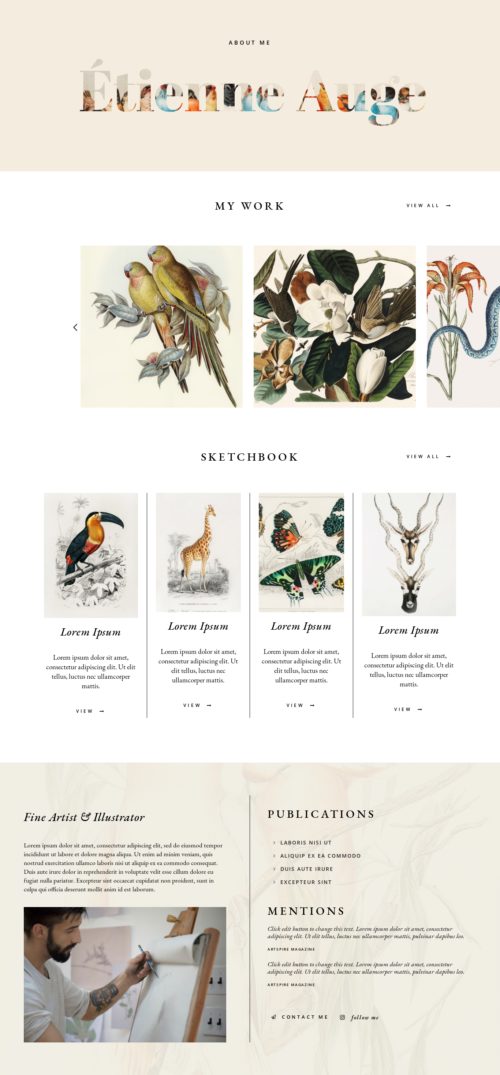 ABOUT ME
Étienne Auge
MY WORK
VIEW ALL →
SKETCHBOOK
VIEW ALL →
Lorem Ipsum
Lorem ipsum dolor sit amet,
consectetur adipiscing elit. Ut elit
tellus, luctus nec ullamcorper
mattis.
VIEW →
Lorem Ipsum
Lorem ipsum dolor sit amet,
consectetur adipiscing elit. Ut
elit tellus, luctus nec
ullamcorper mattis.
VIEW →
Lorem Ipsum
Lorem ipsum dolor sit amet,
consectetur adipiscing elit. Ut
elit tellus, luctus nec
ullamcorper mattis.
VIEW →
Lorem Ipsum
Lorem ipsum dolor sit amet,
consectetur adipiscing elit. Ut elit
tellus, luctus nec ullamcorper
mattis.
VIEW →
Fine Artist & Illustrator
Lorem ipsum dolor sit amet, consectetur adipiscing elit, sed do eiusmod tempor
incididunt ut labore et dolore magna aliqua. Ut enim ad minim veniam, quis
nostrud exercitation ullamco laboris nisi ut aliquip ex ea commodo consequat.
Duis aute irure dolor in reprehenderit in voluptate velit esse cillum dolore eu
fugiat nulla pariatur. Excepteur sint occaecat cupidatat non proident, sunt in
culpa qui officia deserunt mollit anim id est laborum.
PUBLICATIONS
LABORIS NISI UT
ALIQUIP EX EA COMMODO
DUIS AUTE IRURE
EXCEPTEUR SINT
MENTIONS
Click edit button to change this text. Lorem ipsum dolor sit amet, consectetur
adipiscing elit. Ut elit tellus, luctus nec ullamcorper mattis, pulvinar dapibus leo.
ARTSPIRE MAGAZINE
Click edit button to change this text. Lorem ipsum dolor sit amet, consectetur
adipiscing elit. Ut elit tellus, luctus nec ullamcorper mattis, pulvinar dapibus leo.
ARTSPIRE MAGAZINE
CONTACT ME
follow me